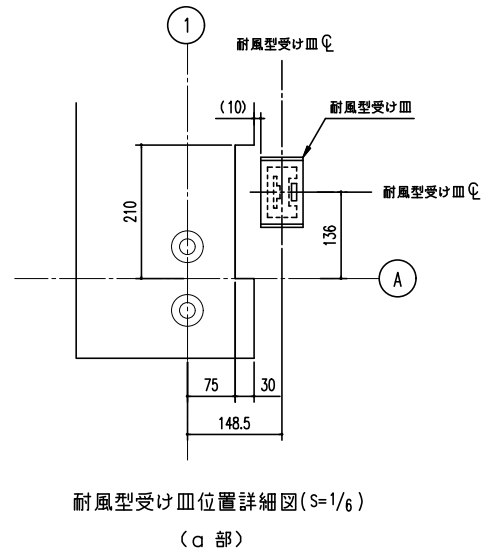 1
耐風型受け皿 ℄
(10)
耐風型受け皿
210
耐風型受け皿 ℄
136
A
75
30
148.5
耐風型受け皿位置詳細図(S=1/6)
(a 部)